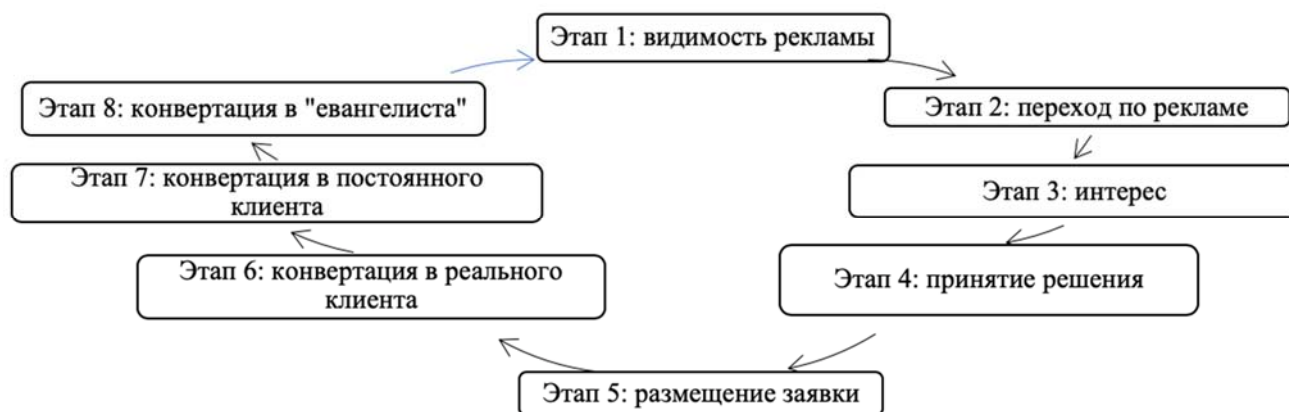 Этап 1: видимость рекламы
Этап 2: переход по рекламе
Этап 3: интерес
Этап 4: принятие решения
Этап 5: размещение заявки
Этап 6: конвертация в реального
клиента
Этап 7: конвертация в постоянного
клиента
Этап 8: конвертация в "евангелиста"